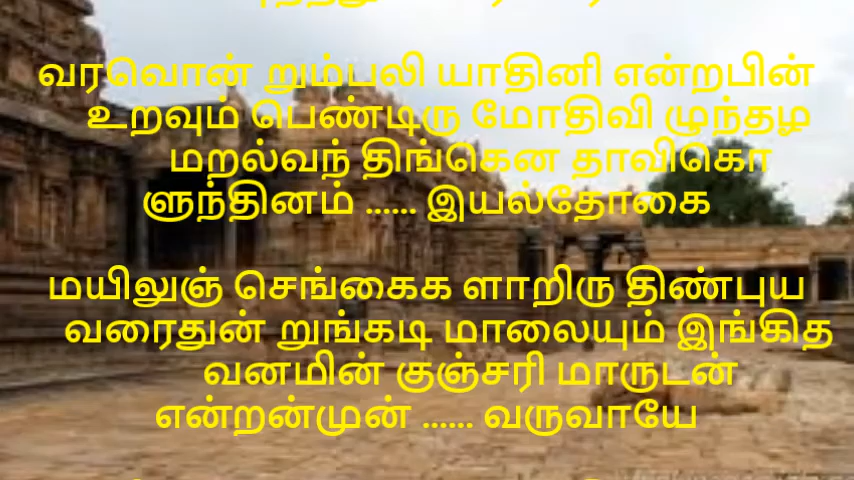 வரவொன் றும்பலி யாதினி என்றபின்
உறவும் பெண்டிரு மோதிவி ழுந்தழ
மறல்வந் திங்கென தாவிகொ
ளுந்தினம் ...... இயல்தோகை
மயிலுஞ் செங்கைக ளாறிரு திண்புய
வரைதுன் றுங்கடி மாலையும் இங்கித
வனமின் குஞ்சரி மாருடன்
என்றன்முன் ...... வருவாயே